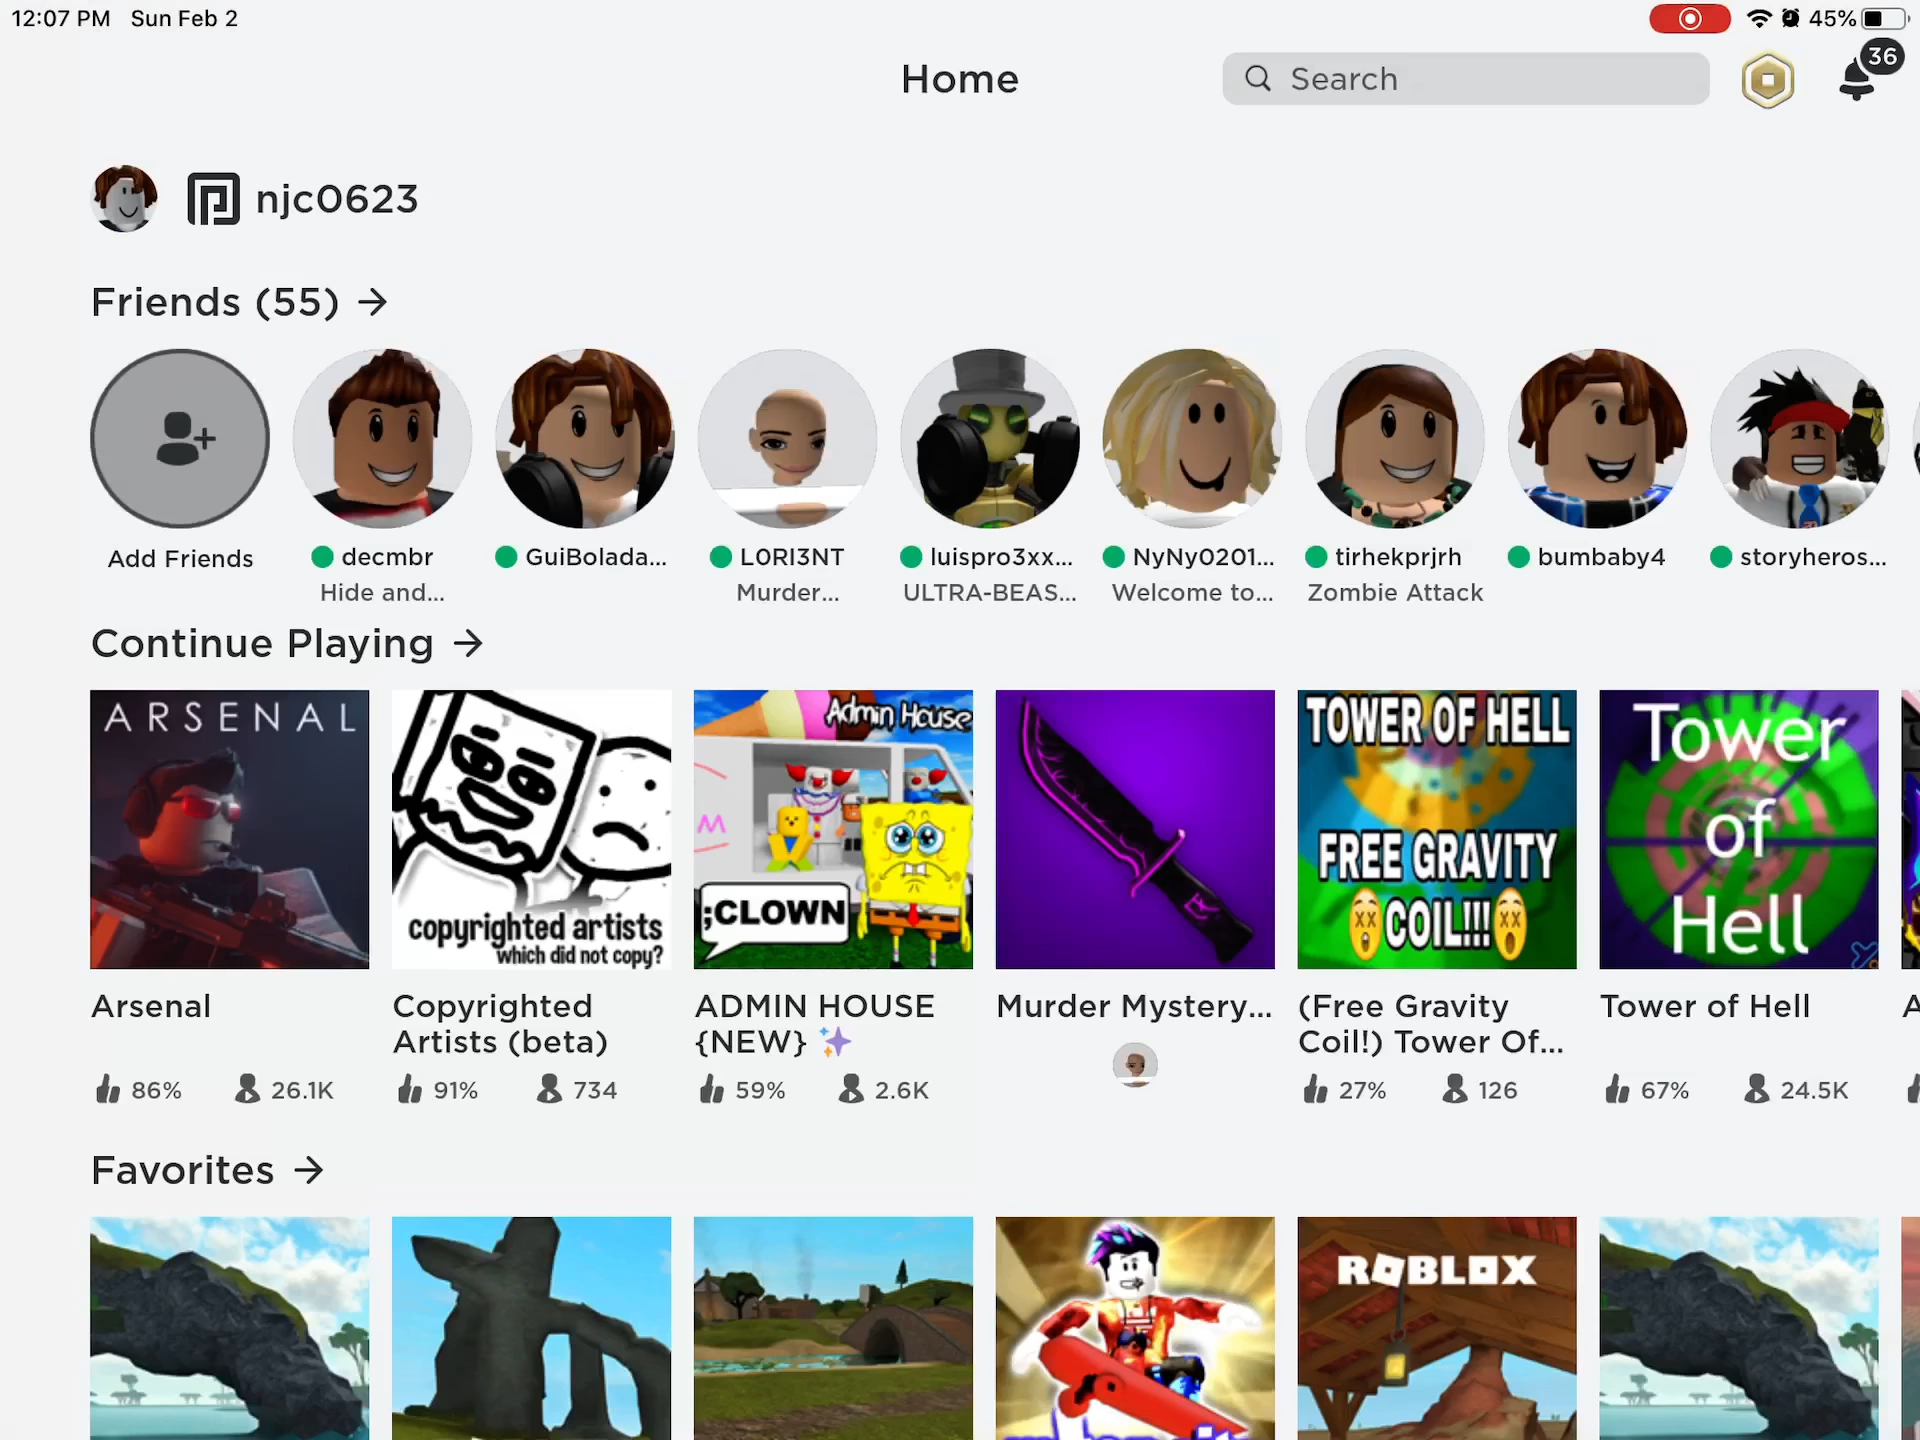 12:07 PM Sun Feb 2
45%
36
Home
Search
njc0623
Friends (55)
Add Friends
decmbr
Hide and...
GuiBolada...
L0RI3NT
Murder...
luispro3xx...
ULTRA-BEAS...
NyNy0201...
Welcome to...
tirhekprjrh
Zombie Attack
bumbaby4
storyheros...
Continue Playing
ARSENAL
copyrighted artists
which did not copy?
Admin House
;CLOWN
TOWER OF HELL
FREE GRAVITY
COIL!!!
Tower
of
Hell
Arsenal
86% 26.1K
Copyrighted
Artists (beta)
91% 734
ADMIN HOUSE
{NEW} ✨
59% 2.6K
Murder Mystery...
(Free Gravity
Coil!) Tower Of...
27% 126
Tower of Hell
67% 24.5K
Favorites
ROBLOX